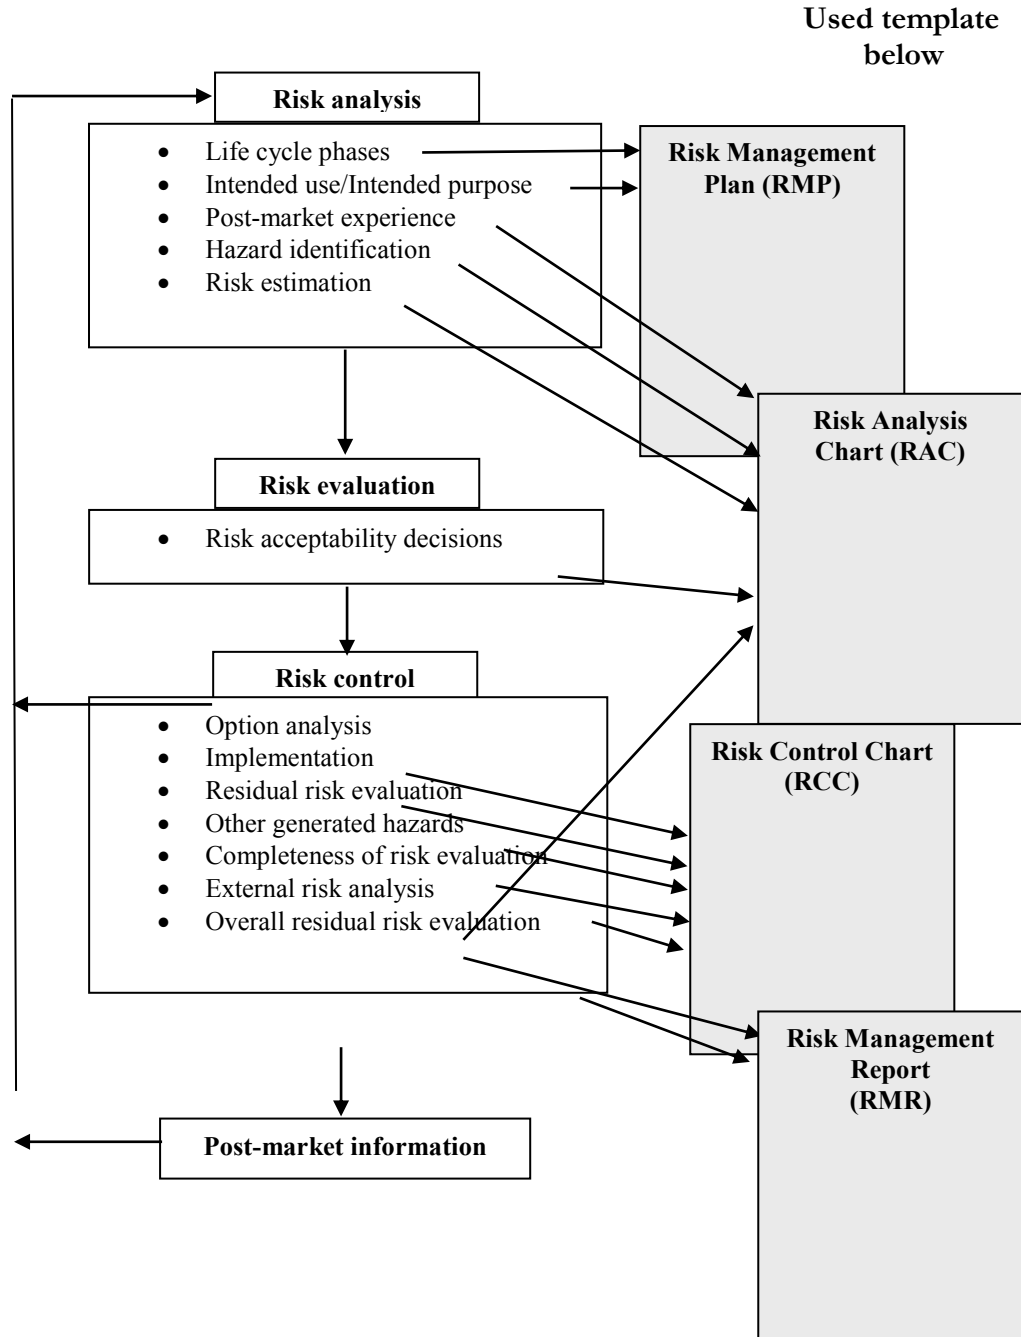 Used template
below
Risk analysis
• Life cycle phases
• Intended use/Intended purpose
• Post-market experience
• Hazard identification
• Risk estimation
Risk Management
Plan (RMP)
Risk Analysis
Chart (RAC)
Risk evaluation
• Risk acceptability decisions
Risk control
• Option analysis
• Implementation
• Residual risk evaluation
• Other generated hazards
• Completeness of risk evaluation
• External risk analysis
• Overall residual risk evaluation
Risk Control Chart
(RCC)
Risk Management
Report
(RMR)
Post-market information